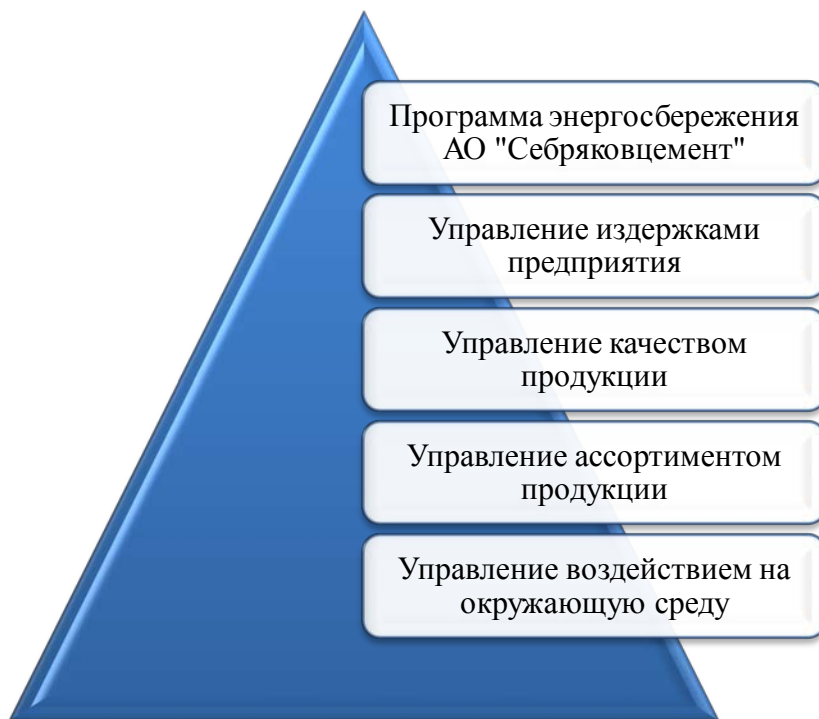 Программа энергосбережения
АО "Себряковцемент"
Управление издержками
предприятия
Управление качеством
продукции
Управление ассортиментом
продукции
Управление воздействием на
окружающую среду